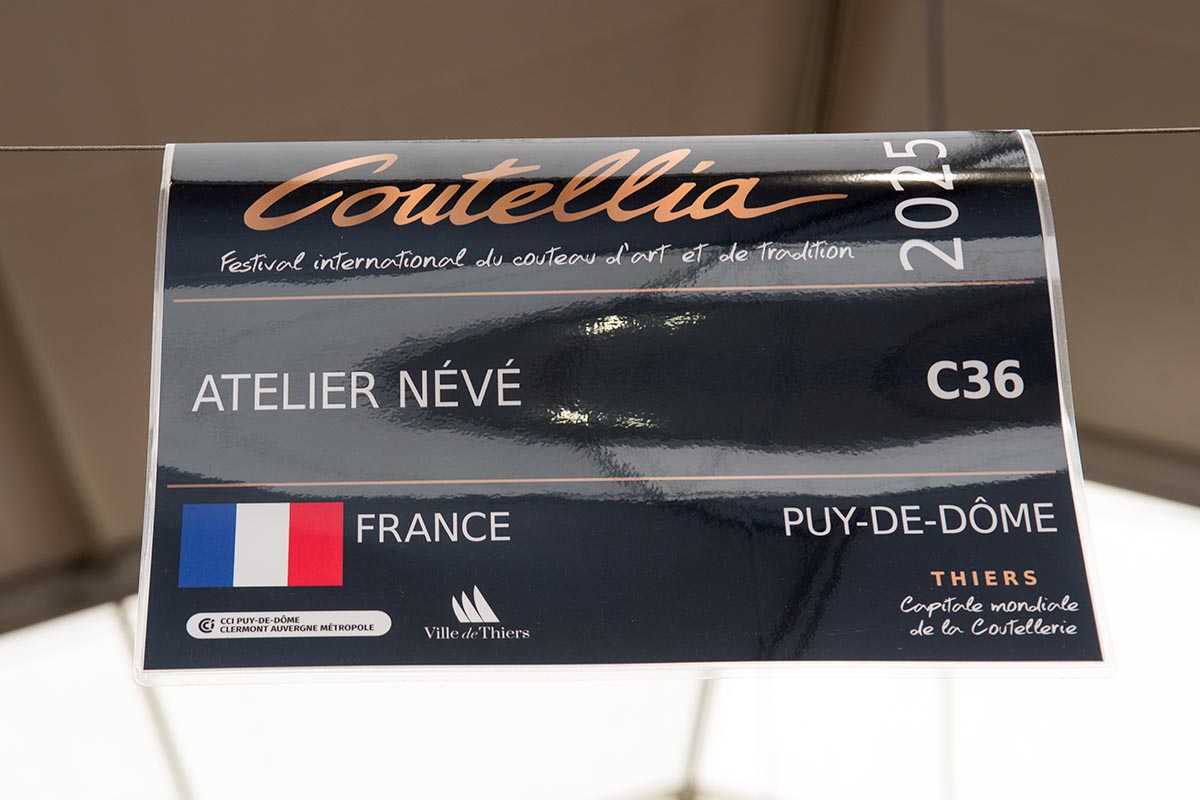 Coutellia
2025
Festival international du couteau d'art et de tradition
ATELIER NÉVÉ
C36
FRANCE
PUY-DE-DÔME
THIERS
Capitale mondiale
de la Coutellerie
CCI PUY-DE-DÔME
CLERMONT AUVERGNE MÉTROPOLE
Ville de Thiers